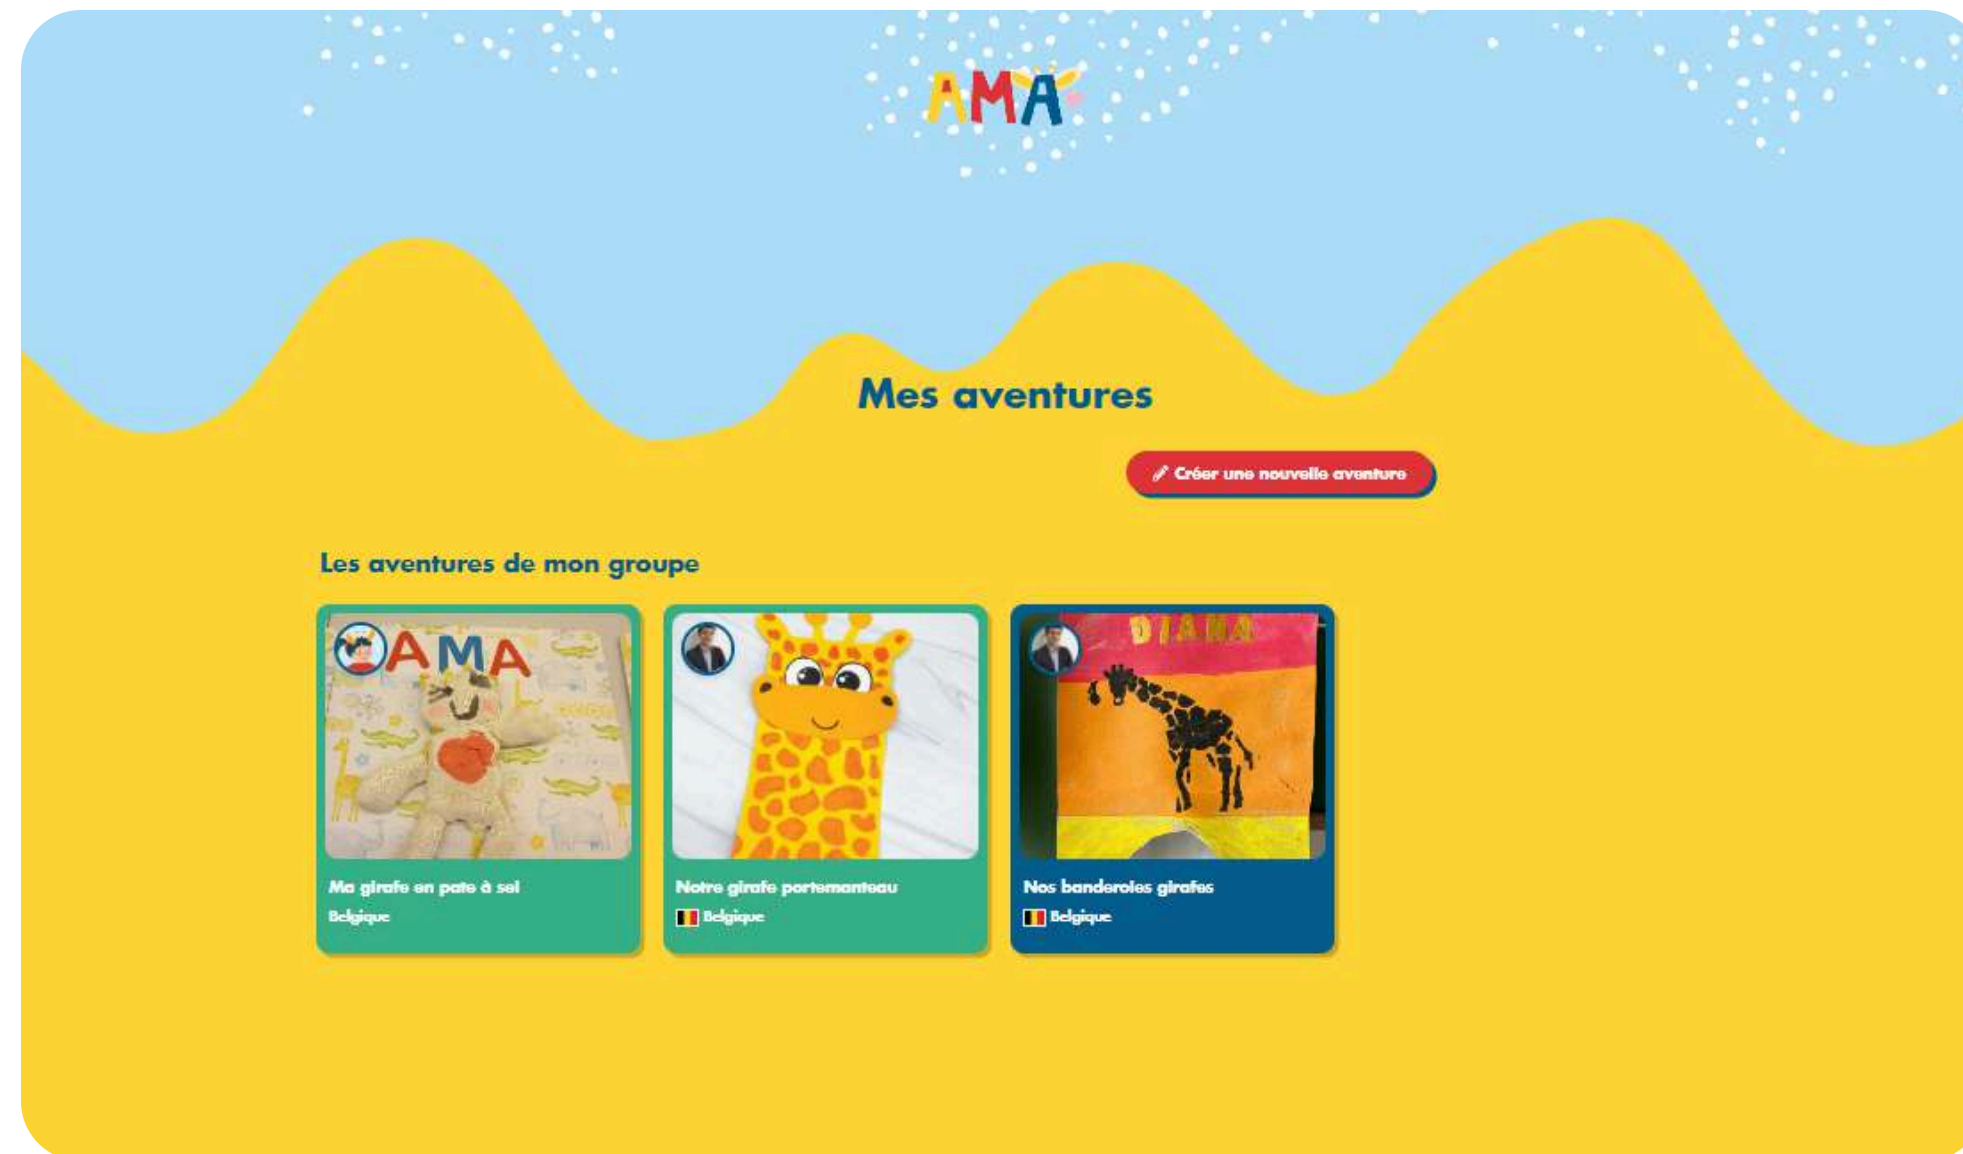 AMA
Mes aventures
Créer une nouvelle aventure
Les aventures de mon groupe
AMA
Ma girafe en pate à sel
Belgique
Notre girafe portemanteau
Belgique
DIANA
Nos banderoles girafes
Belgique